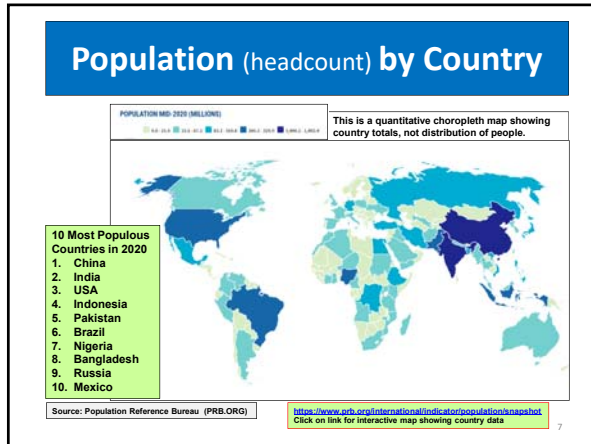 Population (headcount) by Country
POPULATION MID-2020 (MILLIONS)
This is a quantitative choropleth map showing
country totals, not distribution of people.
10 Most Populous
Countries in 2020
1. China
2. India
3. USA
4. Indonesia
5. Pakistan
6. Brazil
7. Nigeria
8. Bangladesh
9. Russia
10. Mexico
Source: Population Reference Bureau (PRB.ORG)
https://www.prb.org/international/indicator/population/snapshot
Click on link for interactive map showing country data
7